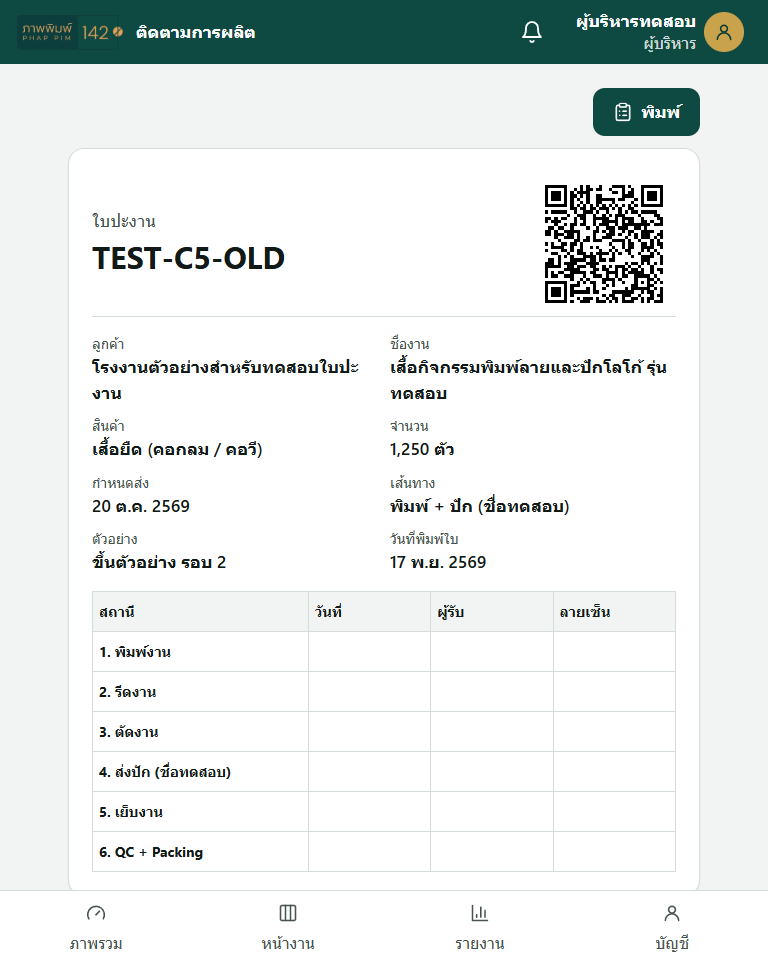 ภาพพิมพ์
PHAP PIM
142
ติดตามการผลิต
ผู้บริหารทดสอบ
ผู้บริหาร
พิมพ์
ใบปะงาน
TEST-C5-OLD
ลูกค้า
โรงงานตัวอย่างสำหรับทดสอบใบปะ
งาน
ชื่องาน
เสื้อกิจกรรมพิมพ์ลายและปักโลโก้ รุ่น
ทดสอบ
สินค้า
เสื้อยืด (คอกลม / คอวี)
จำนวน
1,250 ตัว
กำหนดส่ง
20 ต.ค. 2569
เส้นทาง
พิมพ์ + ปัก (ชื่อทดสอบ)
ตัวอย่าง
ขึ้นตัวอย่าง รอบ 2
วันที่พิมพ์ใบ
17 พ.ย. 2569
สถานี วันที่ ผู้รับ ลายเซ็น
1. พิมพ์งาน
2. รีดงาน
3. ตัดงาน
4. ส่งปัก (ชื่อทดสอบ)
5. เย็บงาน
6. QC + Packing
ภาพรวม หน้างาน รายงาน บัญชี